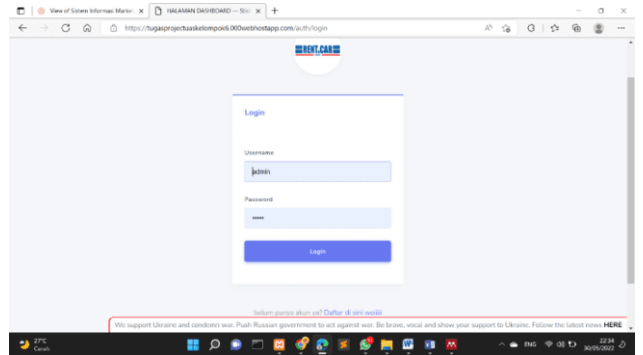 View of Sistem Informasi Market
HALAMAN DASHBOARD — Sisi
https://tugasprojectuaskelompok6.000webhostapp.com/auth/login
RENT.CAR
Login
Username
admin
Password
Login
belum punya akun ya? Daftar di sini weiiii
We support Ukraine and condemn war. Push Russian government to act against war. Be brave, vocal and show your support to Ukraine. Follow the latest news HERE
27°C
Cerah
ENG
22:34
30/05/2022